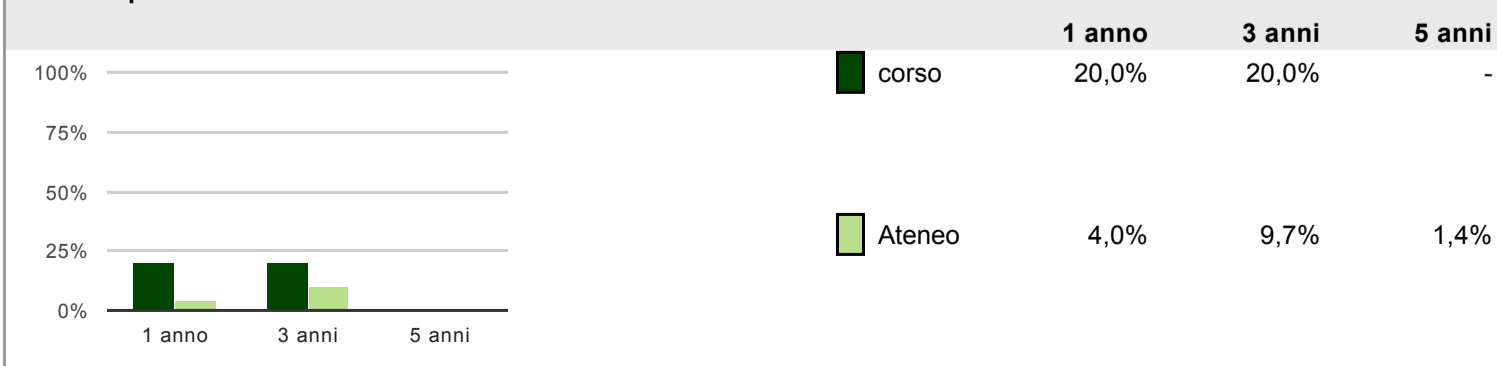 1 anno 3 anni 5 anni
100%
75%
50%
25%
0%
1 anno 3 anni 5 anni
corso 20,0% 20,0% -
Ateneo 4,0% 9,7% 1,4%